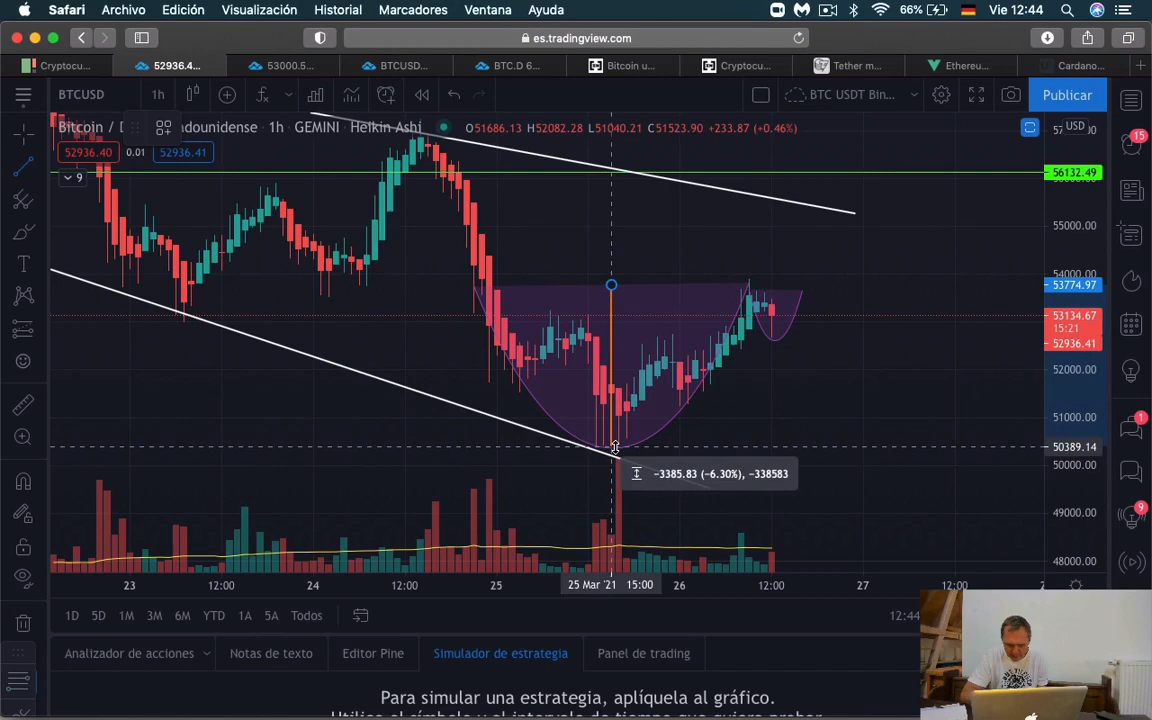 Safari Archivo Edición Visualización Historial Marcadores Ventana Ayuda 66% Vie 12:44
es.tradingview.com
Cryptocu... 52936.4... 53000.5... BTCUSD... BTC.D 6... Bitcoin u... Cryptocu... Tether m... Ethereu... Cardano...
BTCUSD 1h BTC USDT Bin... Publicar
Bitcoin / D dounidense · 1h · GEMINI · Heikin Ashi O51686.13 H52082.28 L51040.21 C51523.90 +233.87 (+0.46%) USD
15
52936.40 0.01 52936.41
9
56132.49
55000.00
54000.00
53774.97
53134.67
15:21
52936.41
52000.00
51000.00
1
50389.14
50000.00
−3385.83 (−6.30%), −338583
49000.00
9
48000.00
23 12:00 24 12:00 25 25 Mar '21 15:00 26 12:00 27 12:00 2
1D 5D 1M 3M 6M YTD 1A 5A Todos 12:44
Analizador de acciones Notas de texto Editor Pine Simulador de estrategia Panel de trading
Para simular una estrategia, aplíquela al gráfico.